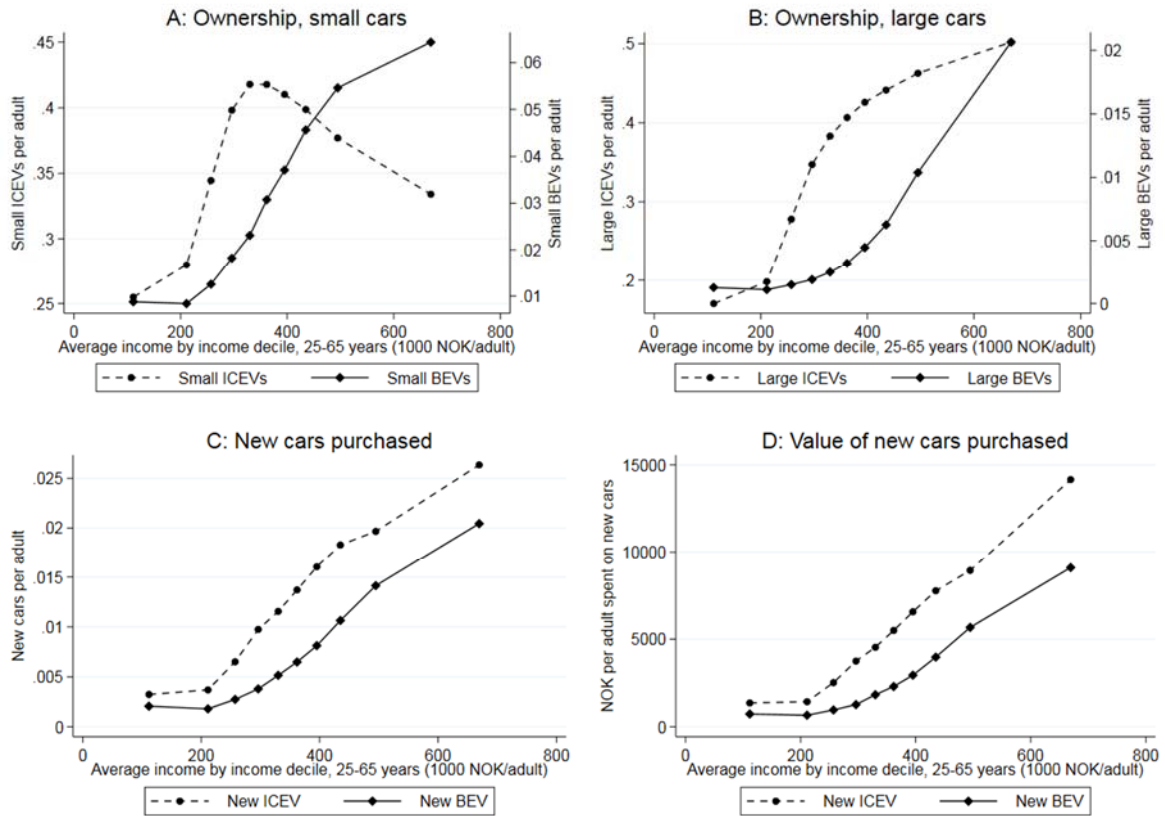 A: Ownership, small cars
.45
.4
.35
.3
.25
Small ICEVs per adult
.06
.05
.04
.03
.02
.01
Small BEVs per adult
0 200 400 600 800
Average income by income decile, 25-65 years (1000 NOK/adult)
Small ICEVs Small BEVs
B: Ownership, large cars
.5
.4
.3
.2
Large ICEVs per adult
.02
.015
.01
.005
0
Large BEVs per adult
0 200 400 600 800
Average income by income decile, 25-65 years (1000 NOK/adult)
Large ICEVs Large BEVs
C: New cars purchased
.025
.02
.015
.01
.005
0
New cars per adult
0 200 400 600 800
Average income by income decile, 25-65 years (1000 NOK/adult)
New ICEV New BEV
D: Value of new cars purchased
15000
10000
5000
0
NOK per adult spent on new cars
0 200 400 600 800
Average income by income decile, 25-65 years (1000 NOK/adult)
New ICEV New BEV